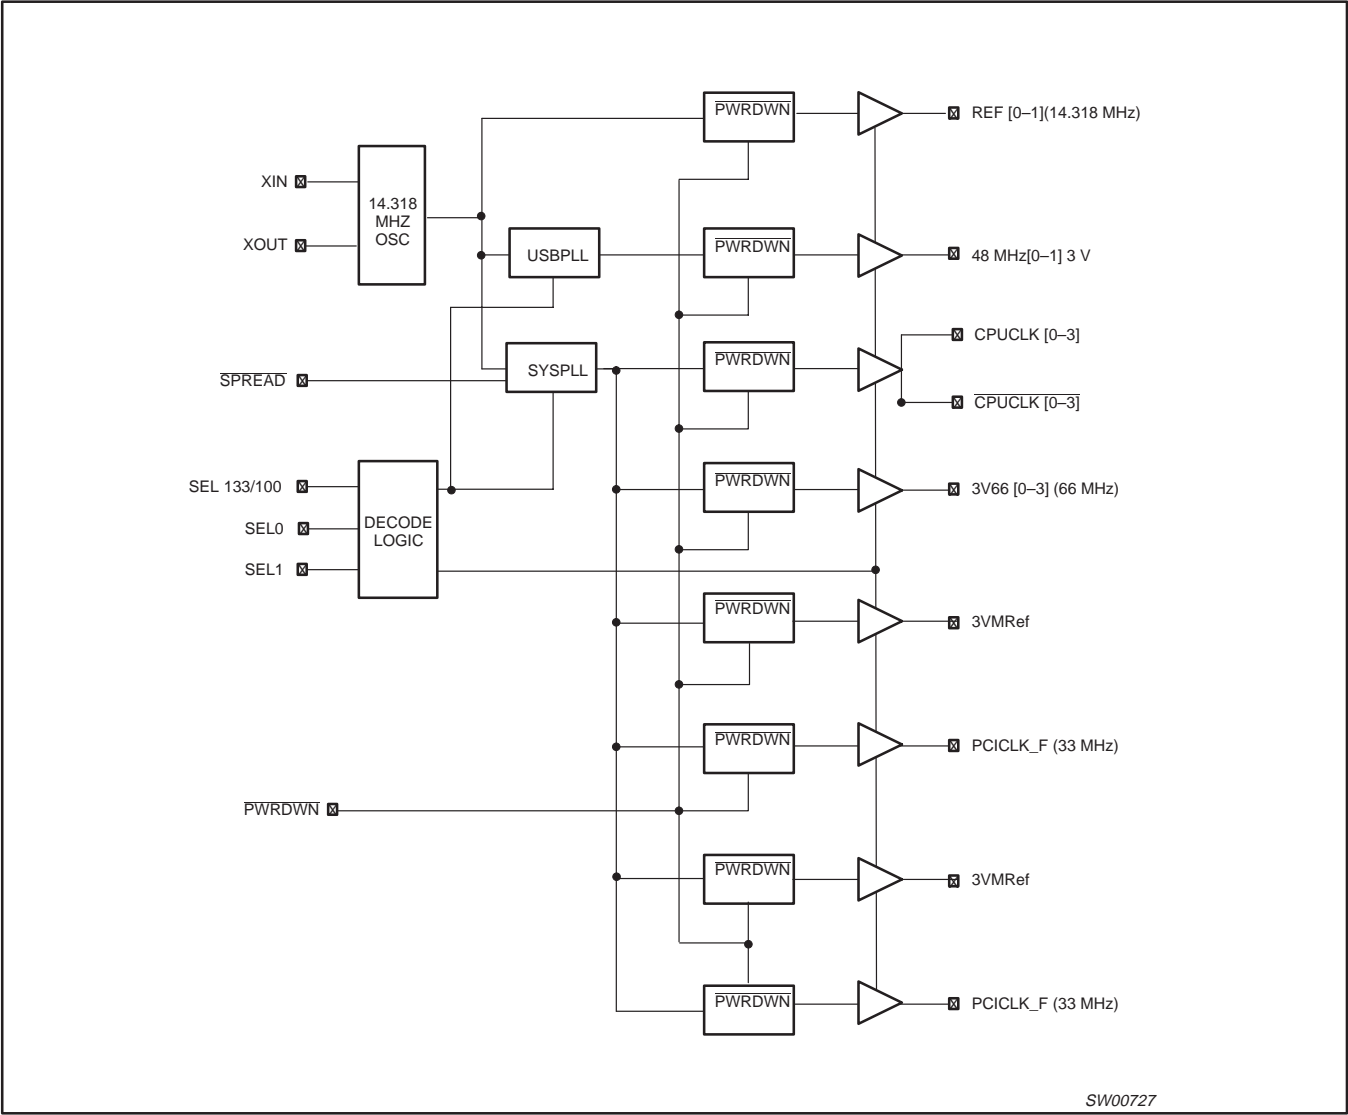 PWRDWN
REF [0–1](14.318 MHz)
XIN
14.318
MHZ
OSC
XOUT
USBPLL
PWRDWN
48 MHz[0–1] 3 V
CPUCLK [0–3]
SPREAD
SYSPLL
PWRDWN
CPUCLK [0–3]
SEL 133/100
SEL0
SEL1
DECODE
LOGIC
PWRDWN
3V66 [0–3] (66 MHz)
PWRDWN
3VMRef
PWRDWN
PCICLK_F (33 MHz)
PWRDWN
PWRDWN
3VMRef
PWRDWN
PCICLK_F (33 MHz)
SW00727